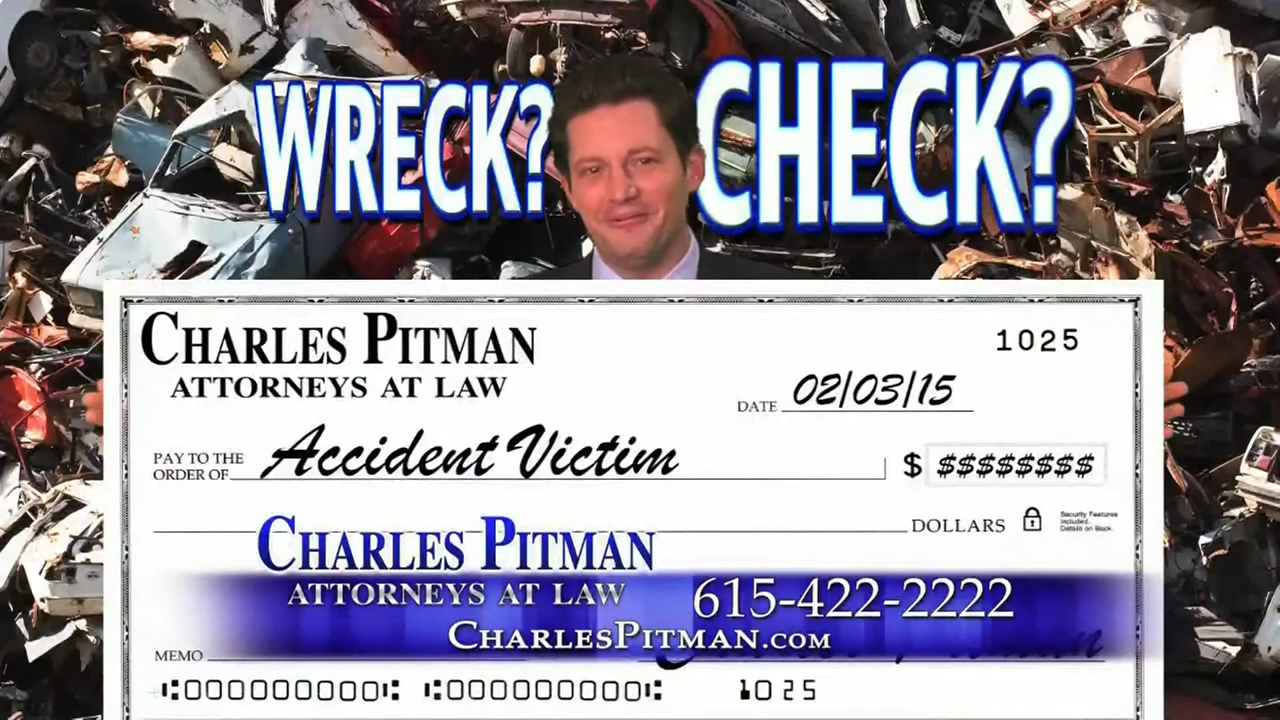 WRECK? CHECK?
CHARLES PITMAN
ATTORNEYS AT LAW
1025
DATE 02/03/15
PAY TO THE
ORDER OF Accident Victim
$ $$$$$$$$
DOLLARS
Security Features
Included.
Details on Back.
CHARLES PITMAN
ATTORNEYS AT LAW
615-422-2222
CHARLESPITMAN.COM
MEMO
⑆000000000⑆ ⑆000000000⑆ 1025